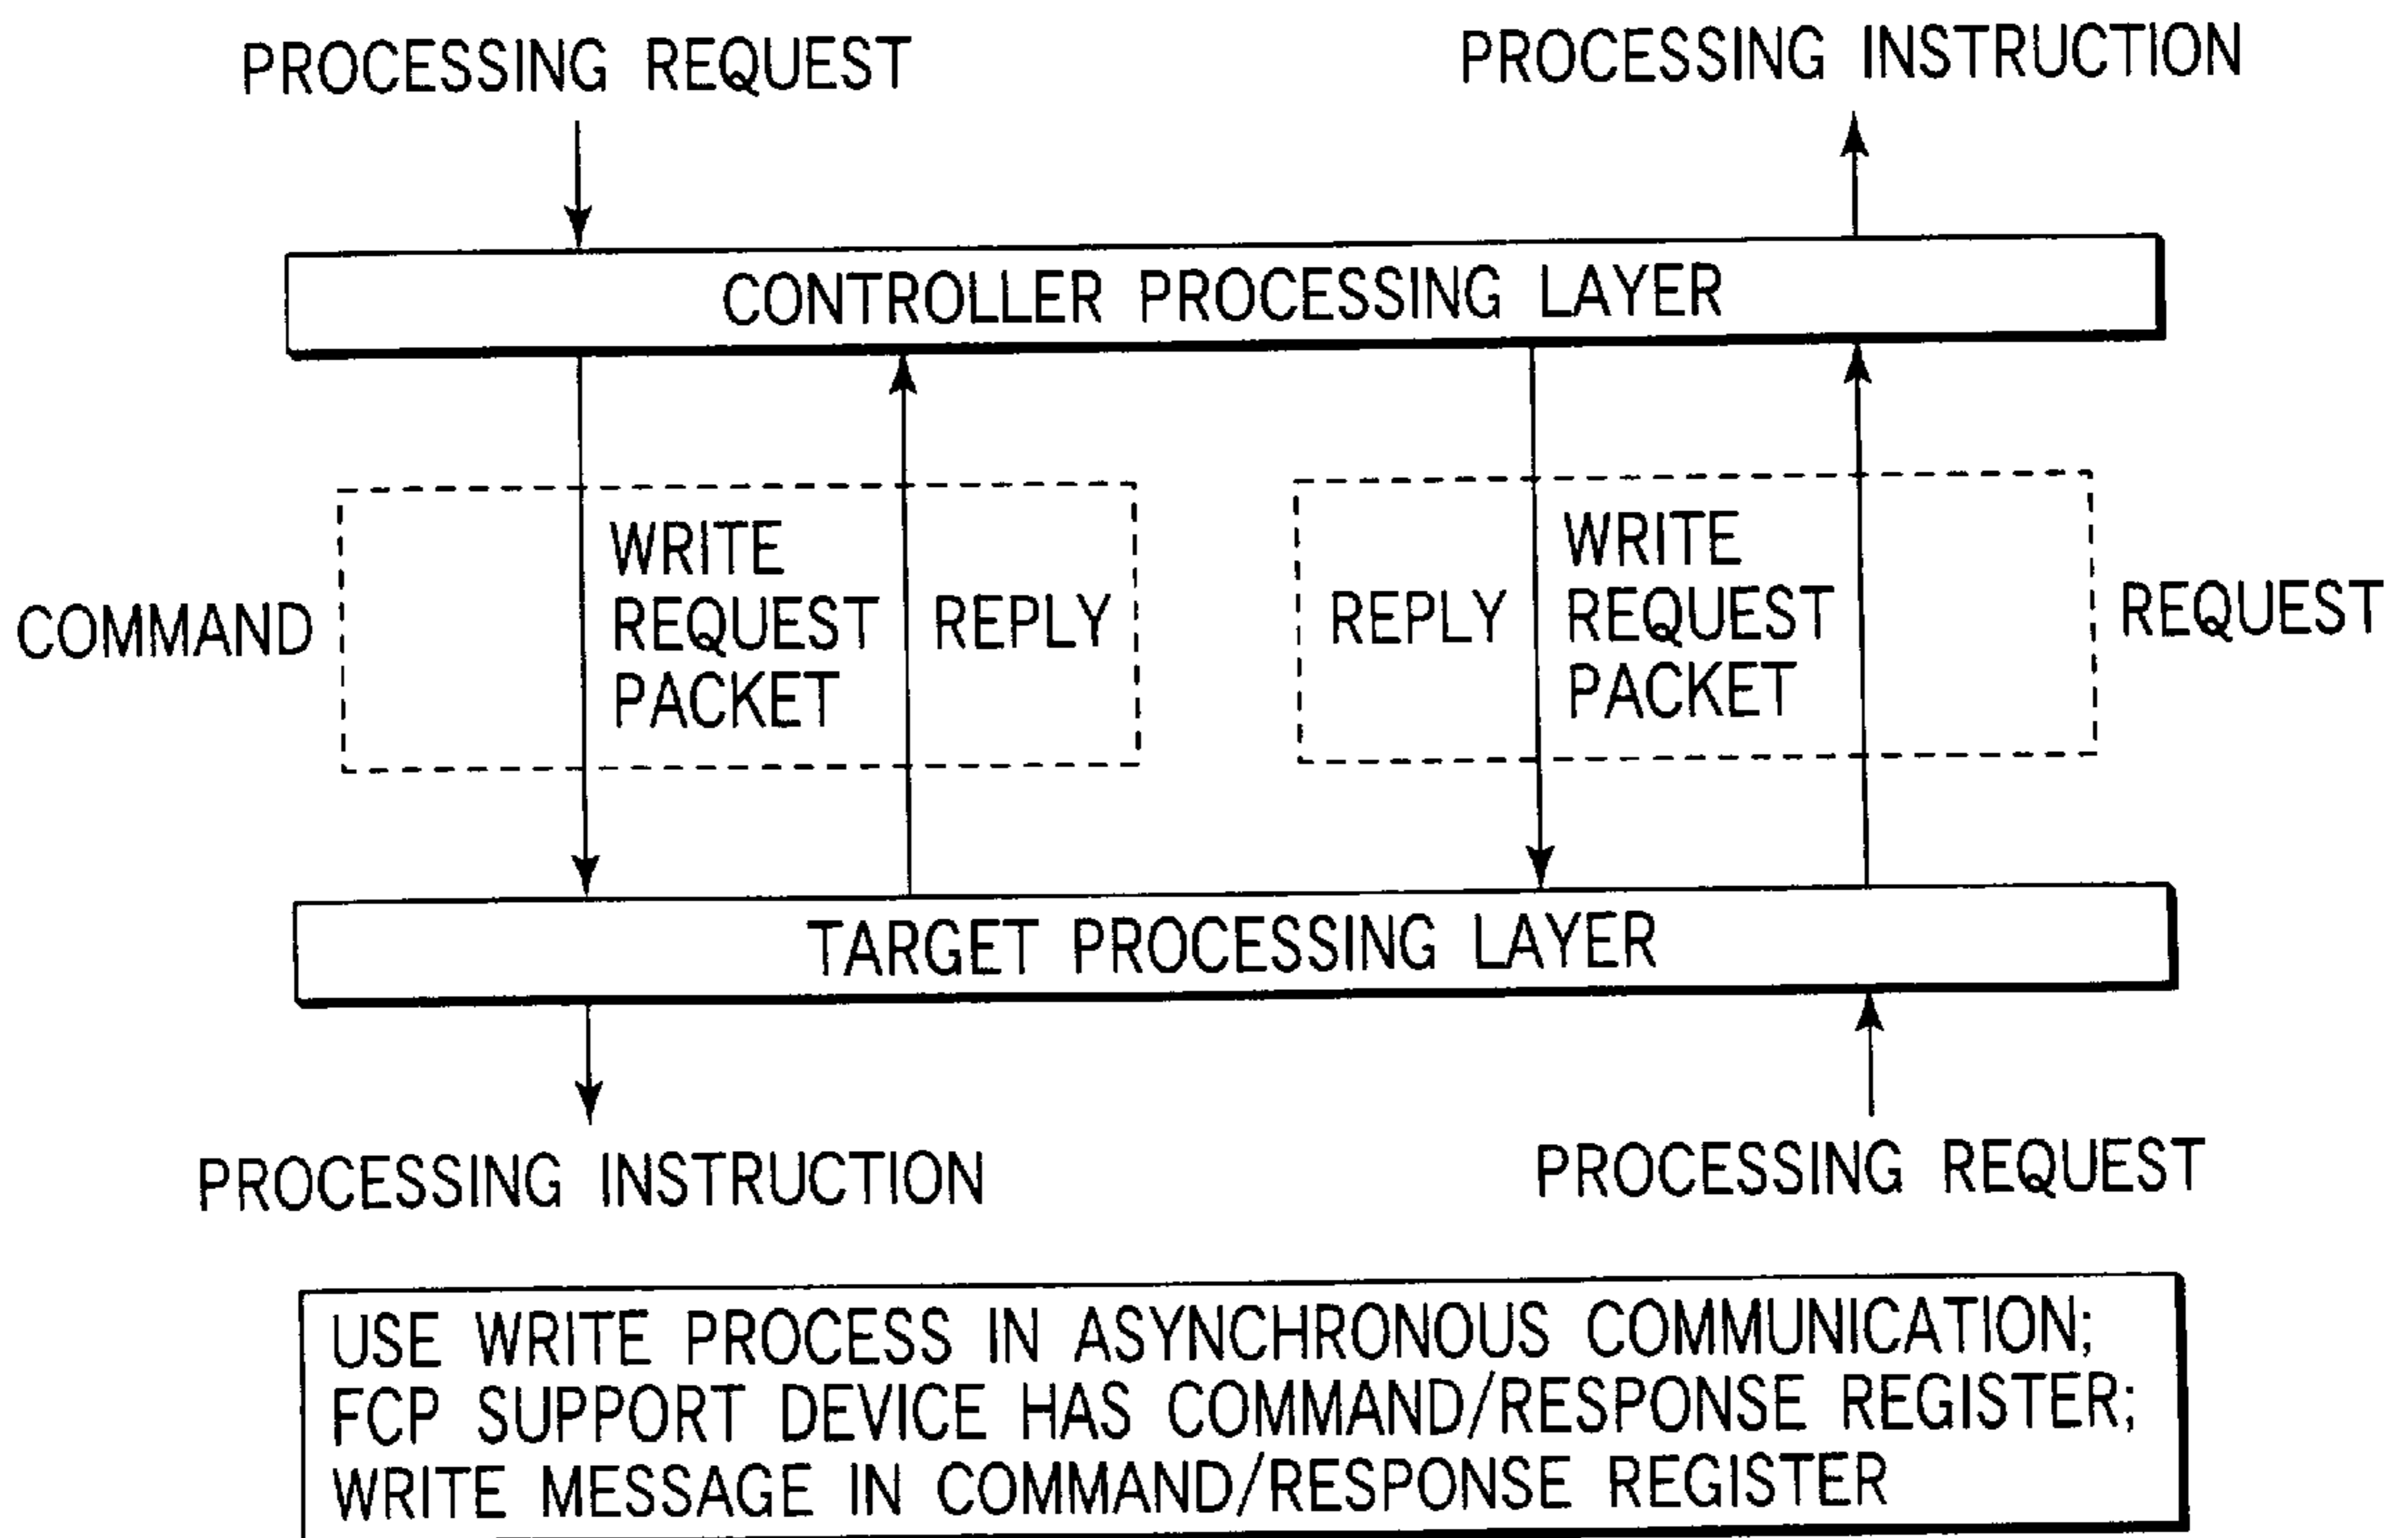 PROCESSING REQUEST
PROCESSING INSTRUCTION
CONTROLLER PROCESSING LAYER
COMMAND
WRITE
REQUEST
PACKET
REPLY
REPLY
WRITE
REQUEST
PACKET
REQUEST
TARGET PROCESSING LAYER
PROCESSING INSTRUCTION
PROCESSING REQUEST
USE WRITE PROCESS IN ASYNCHRONOUS COMMUNICATION;
FCP SUPPORT DEVICE HAS COMMAND/RESPONSE REGISTER;
WRITE MESSAGE IN COMMAND/RESPONSE REGISTER